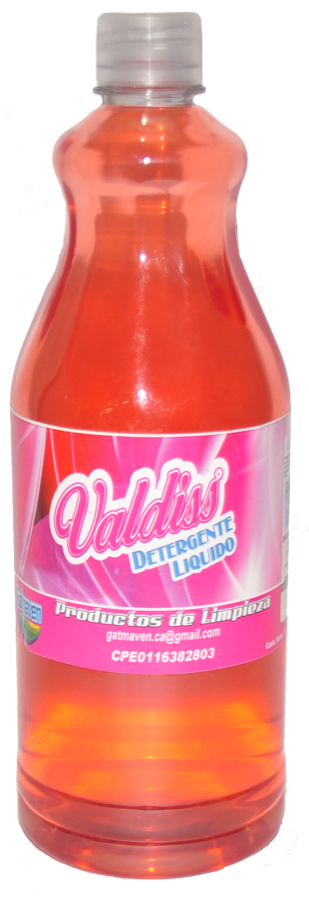 Valdiss
DETERGENTE
LIQUIDO
Productos de Limpieza
gatmaven.ca@gmail.com
CPE0116382803